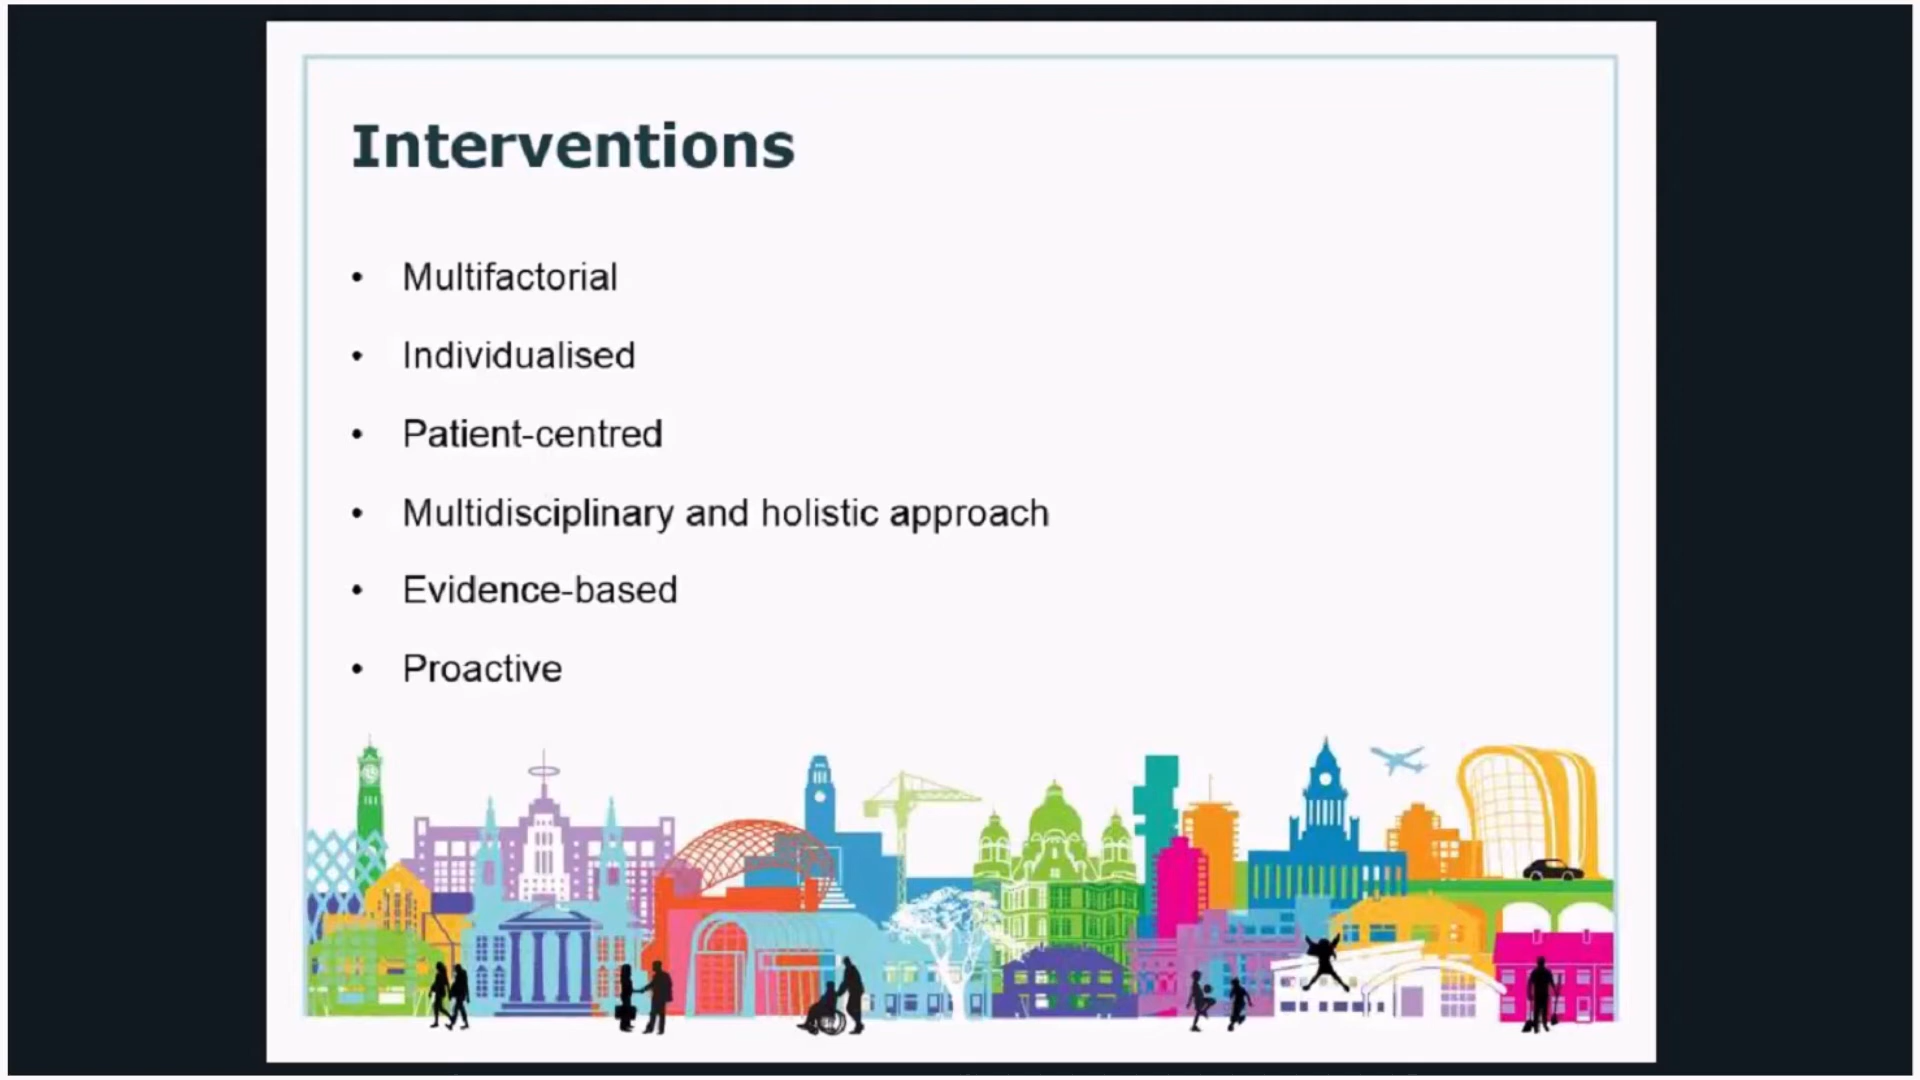 Interventions
• Multifactorial
• Individualised
• Patient-centred
• Multidisciplinary and holistic approach
• Evidence-based
• Proactive